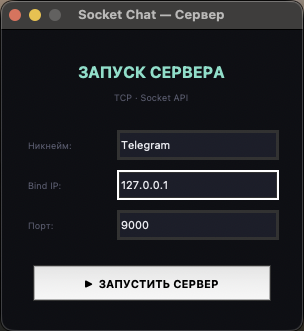 Socket Chat — Сервер
ЗАПУСК СЕРВЕРА
TCP · Socket API
Никнейм: Telegram
Bind IP: 127.0.0.1
Порт: 9000
▶ ЗАПУСТИТЬ СЕРВЕР